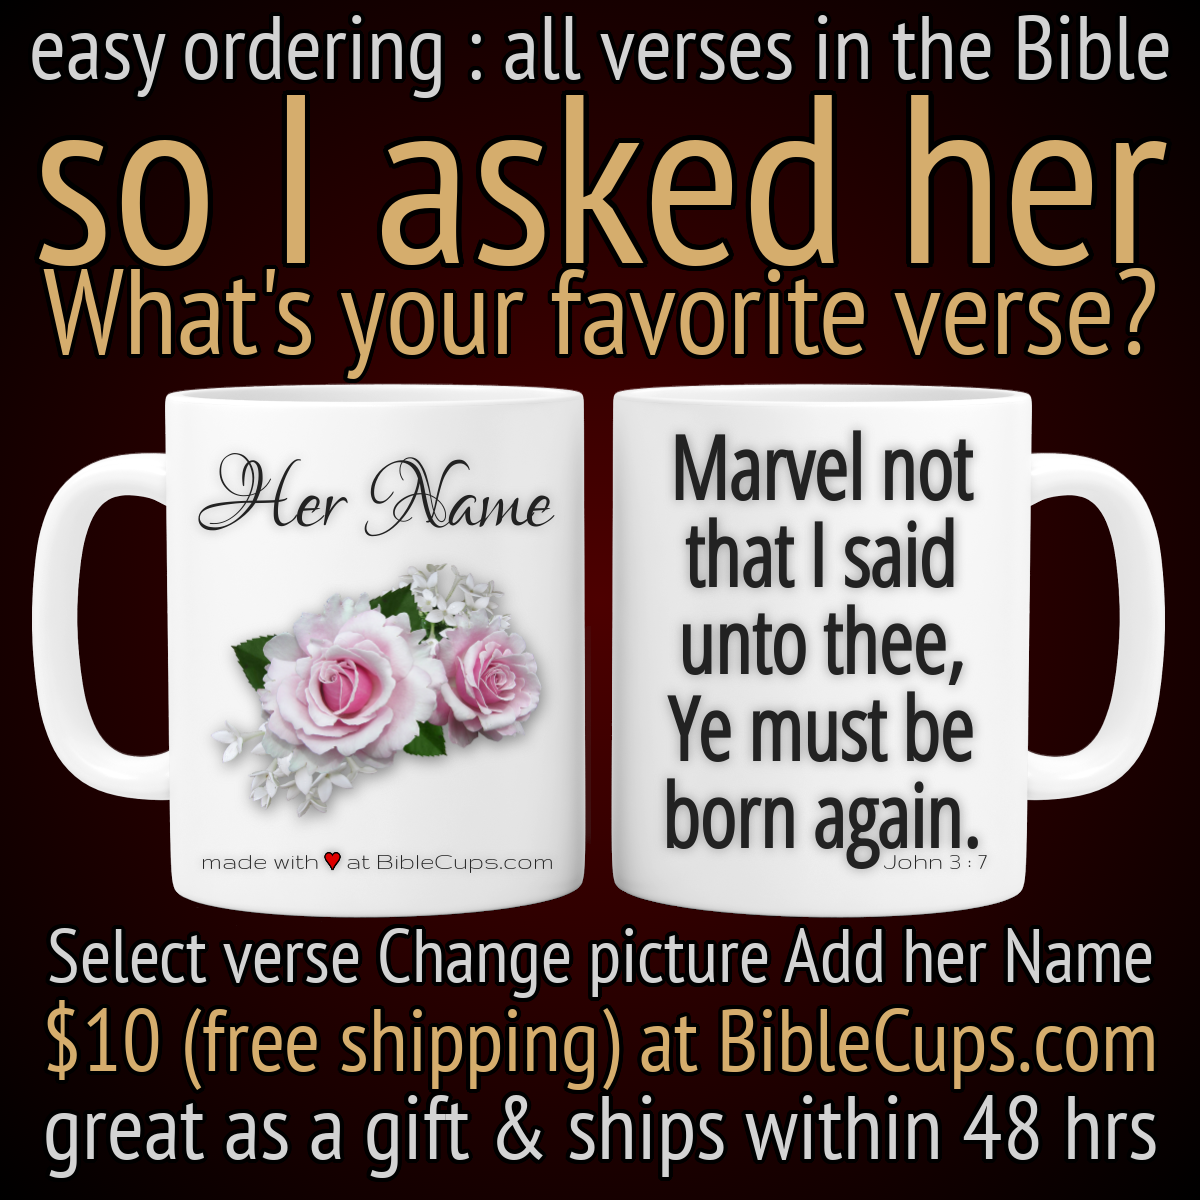 easy ordering : all verses in the Bible
so I asked her
What's your favorite verse?
Her Name
made with ♥ at BibleCups.com
Marvel not
that I said
unto thee,
Ye must be
born again.
John 3 : 7
Select verse Change picture Add her Name
$10 (free shipping) at BibleCups.com
great as a gift & ships within 48 hrs